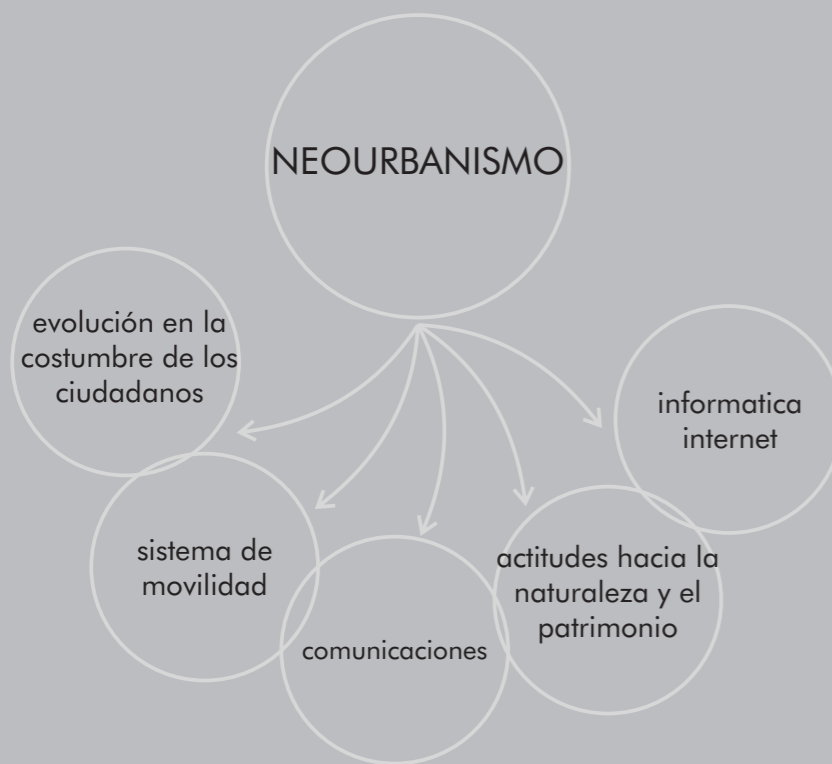 NEOURBANISMO
evolución en la
costumbre de los
ciudadanos
sistema de
movilidad
comunicaciones
actitudes hacia la
naturaleza y el
patrimonio
informatica
internet